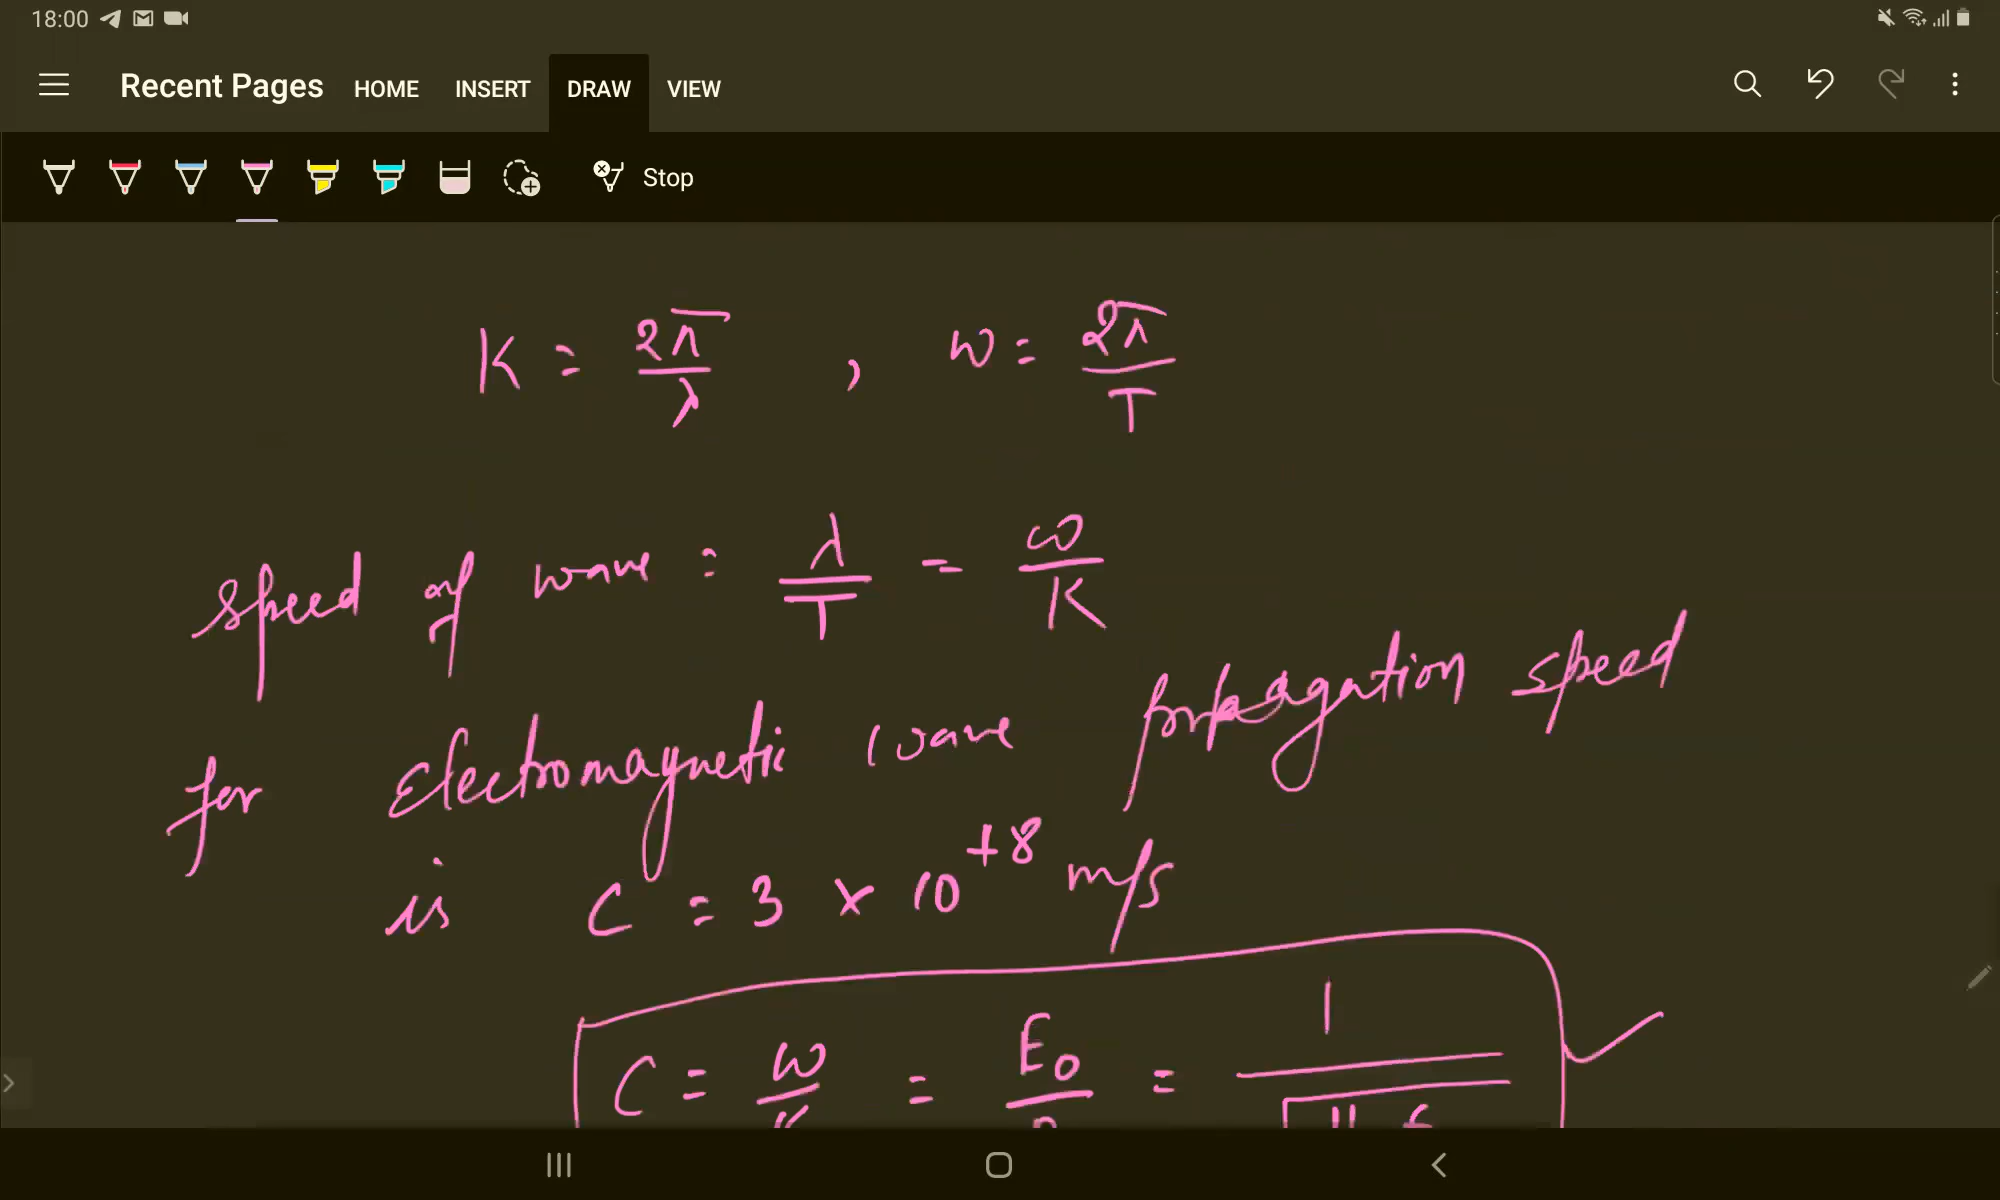 18:00
Recent Pages HOME INSERT DRAW VIEW
Stop
K = 2π/λ , ω = 2π/T
speed of wave = λ/T = ω/K
for electromagnetic wave propagation speed
is C = 3 × 10^+8 m/s
C = ω/K = E0/ = 1/√